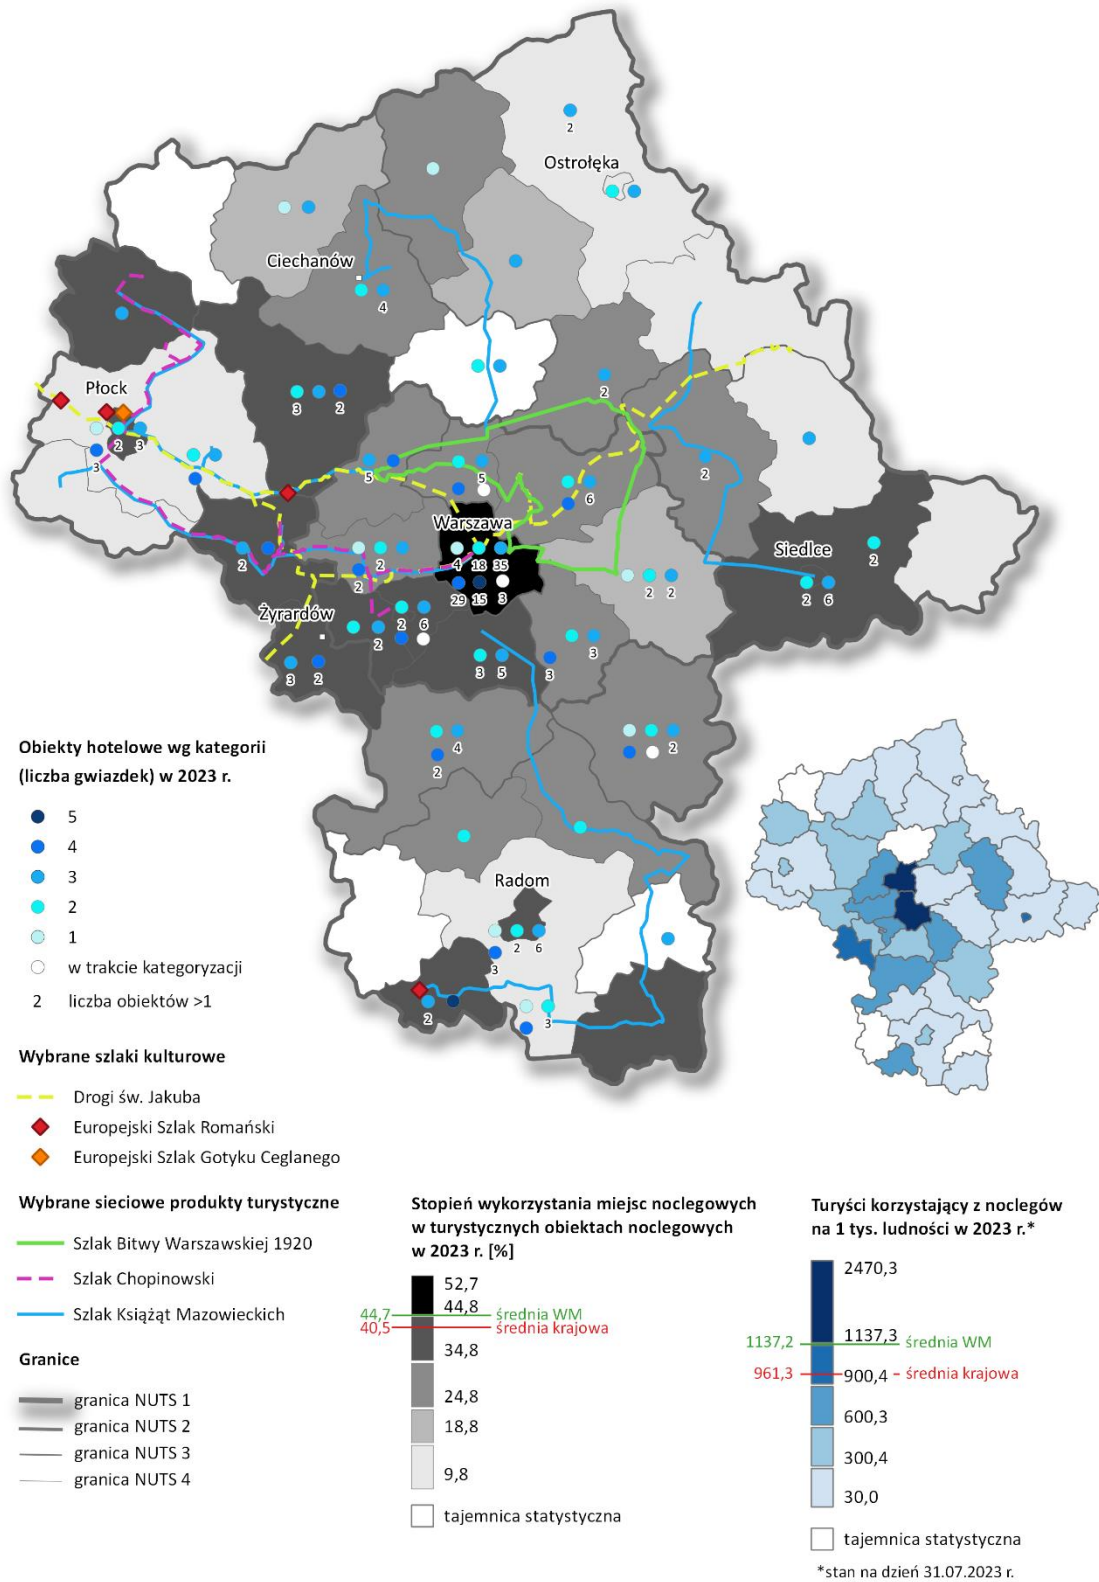 2
Ostrołęka
Ciechanów
4
Płock
2
3
3
3
2
2
5
5
6
2
Warszawa
4
18
35
29
15
3
Siedlce
2
2
6
2
2
2
2
2
Żyrardów
2
6
2
3
2
3
5
3
3
4
2
2
Radom
2
6
3
2
3
Obiekty hotelowe wg kategorii
(liczba gwiazdek) w 2023 r.
5
4
3
2
1
w trakcie kategoryzacji
2 liczba obiektów >1
Wybrane szlaki kulturowe
Drogi św. Jakuba
Europejski Szlak Romański
Europejski Szlak Gotyku Ceglanego
Wybrane sieciowe produkty turystyczne
Szlak Bitwy Warszawskiej 1920
Szlak Chopinowski
Szlak Książąt Mazowieckich
Granice
granica NUTS 1
granica NUTS 2
granica NUTS 3
granica NUTS 4
Stopień wykorzystania miejsc noclegowych
w turystycznych obiektach noclegowych
w 2023 r. [%]
52,7
44,8
44,7 średnia WM
40,5 średnia krajowa
34,8
24,8
18,8
9,8
tajemnica statystyczna
Turyści korzystający z noclegów
na 1 tys. ludności w 2023 r.*
2470,3
1137,3
1137,2 średnia WM
961,3 średnia krajowa
900,4
600,3
300,4
30,0
tajemnica statystyczna
*stan na dzień 31.07.2023 r.